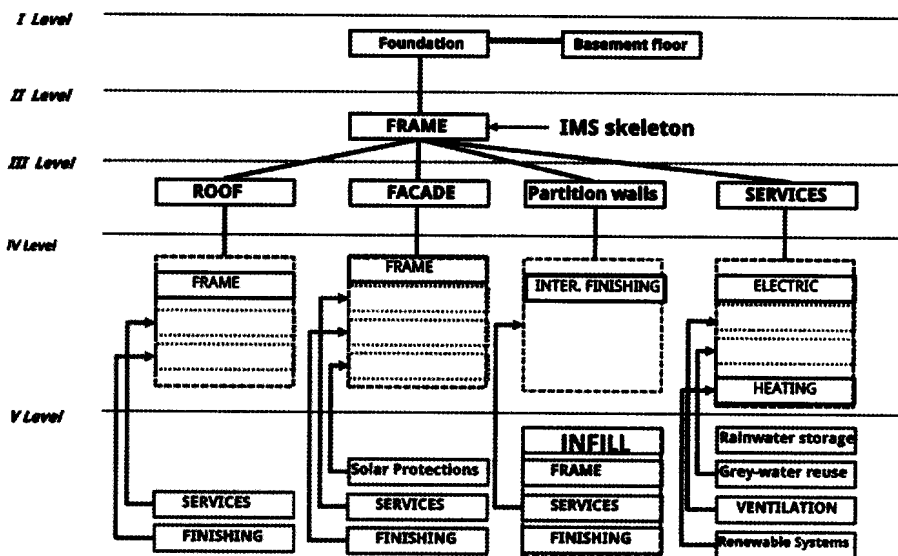 I Level
Foundation
Basement floor
II Level
FRAME
IMS skeleton
III Level
ROOF
FACADE
Partition walls
SERVICES
IV Level
FRAME
FRAME
INTER. FINISHING
ELECTRIC
HEATING
V Level
INFILL
Rainwater storage
Solar Protections
FRAME
Grey-water reuse
SERVICES
SERVICES
SERVICES
VENTILATION
FINISHING
FINISHING
FINISHING
Renewable Systems